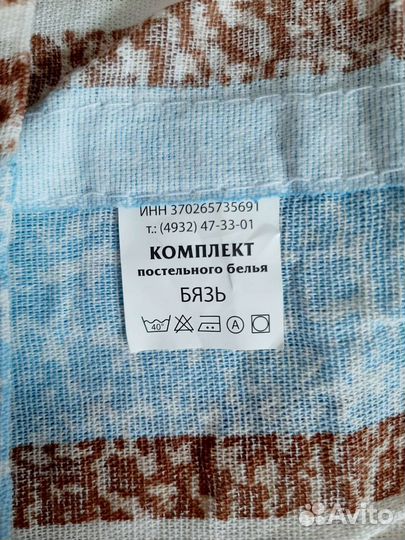 ИНН 370265735691
т.: (4932) 47-33-01
КОМПЛЕКТ
постельного белья
БЯЗЬ
40°
A
Avito